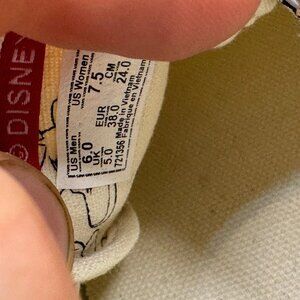 © DISNEY
US Women
7.5
CM
24.0
US Men
6.0
UK
5.0
EUR
38.0
721356
Made in Vietnam
Fabriqué en Vietnam